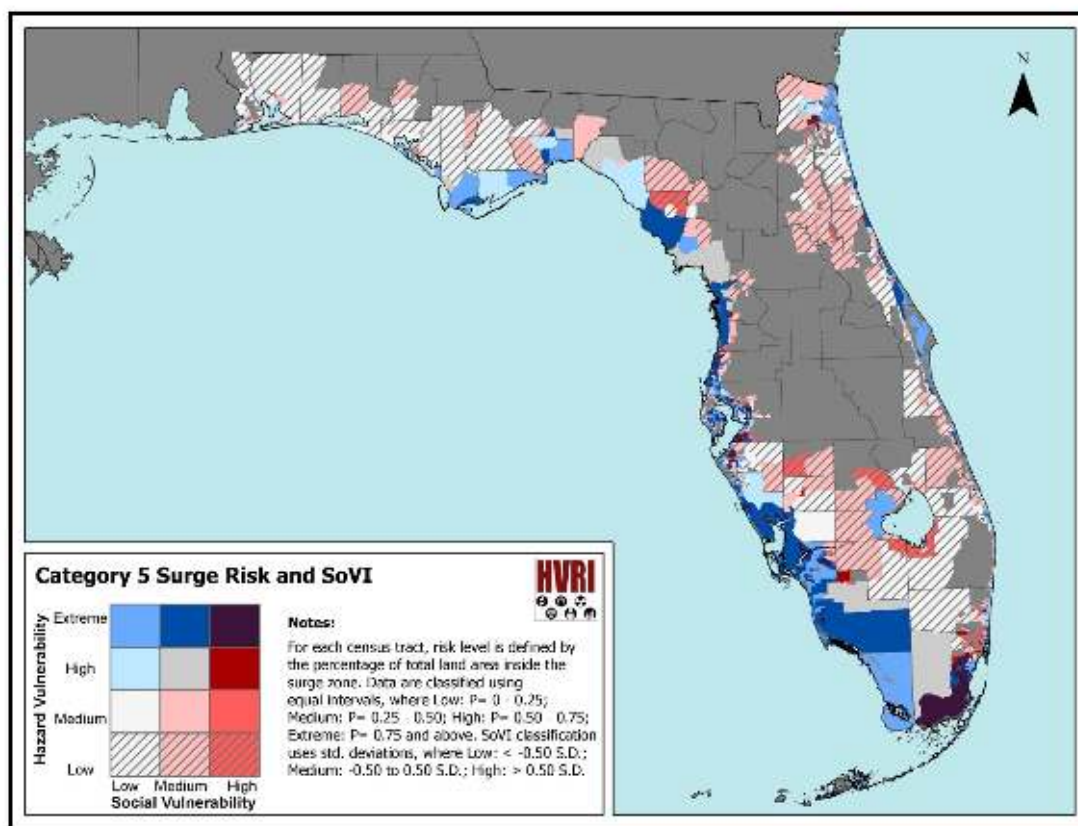 N
Category 5 Surge Risk and SoVI
HVRI
Hazard Vulnerability
Extreme
High
Medium
Low
Low Medium High
Social Vulnerability
Notes:
For each census tract, risk level is defined by
the percentage of total land area inside the
surge zone. Data are classified using
equal intervals, where Low: P= 0 - 0.25;
Medium: P= 0.25 - 0.50; High: P= 0.50 - 0.75;
Extreme: P= 0.75 and above. SoVI classification
uses std. deviations, where Low: < -0.50 S.D.;
Medium: -0.50 to 0.50 S.D.; High: > 0.50 S.D.